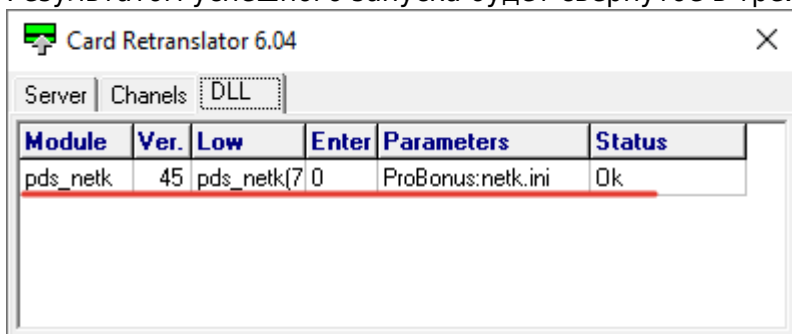 Card Retranslator 6.04
Server Chanels DLL
Module Ver. Low Enter Parameters Status
pds_netk 45 pds_netk(7 0 ProBonus:netk.ini Ok